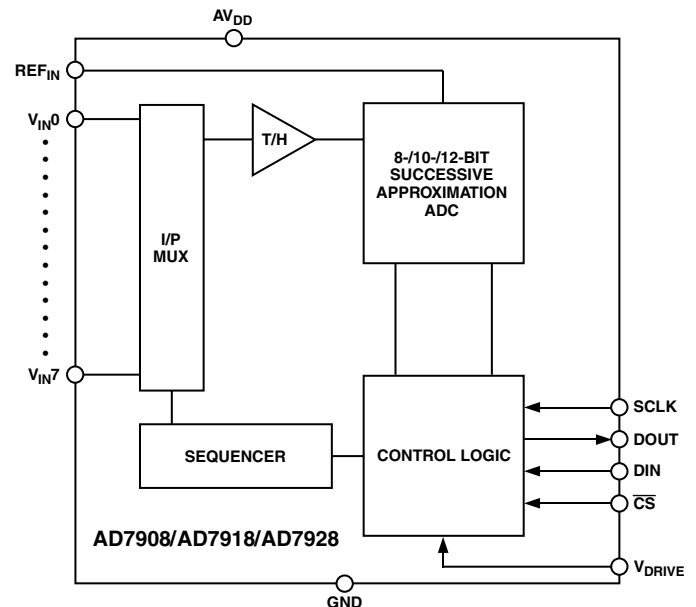 AVDD
REFIN
VIN0
T/H
8-/10-/12-BIT
SUCCESSIVE
APPROXIMATION
ADC
I/P
MUX
VIN7
SCLK
SEQUENCER
CONTROL LOGIC
DOUT
DIN
CS
AD7908/AD7918/AD7928
VDRIVE
GND